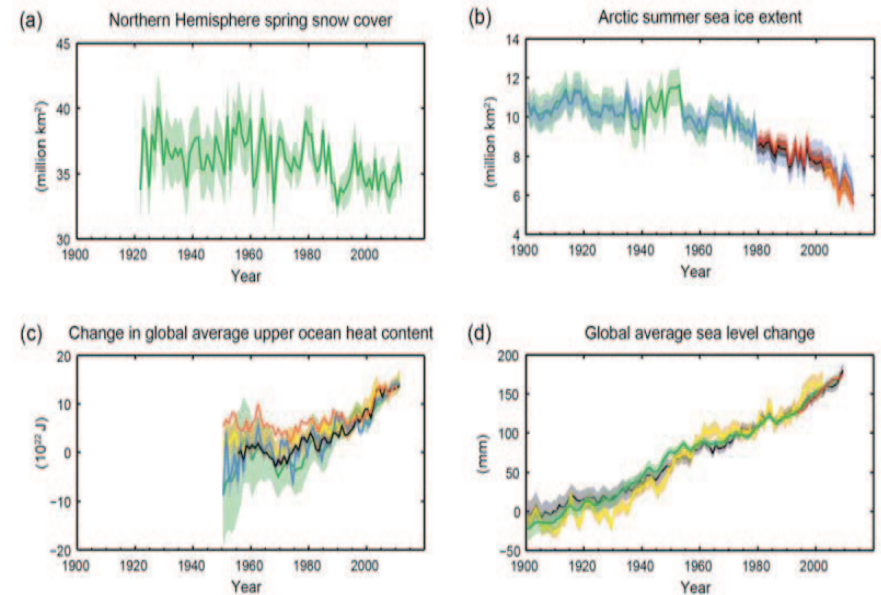 (a) Northern Hemisphere spring snow cover
45
40
35
30
(million km²)
1900 1920 1940 1960 1980 2000
Year
(b) Arctic summer sea ice extent
14
12
10
8
6
4
(million km²)
1900 1920 1940 1960 1980 2000
Year
(c) Change in global average upper ocean heat content
20
10
0
−10
−20
(10²² J)
1900 1920 1940 1960 1980 2000
Year
(d) Global average sea level change
200
150
100
50
0
−50
(mm)
1900 1920 1940 1960 1980 2000
Year